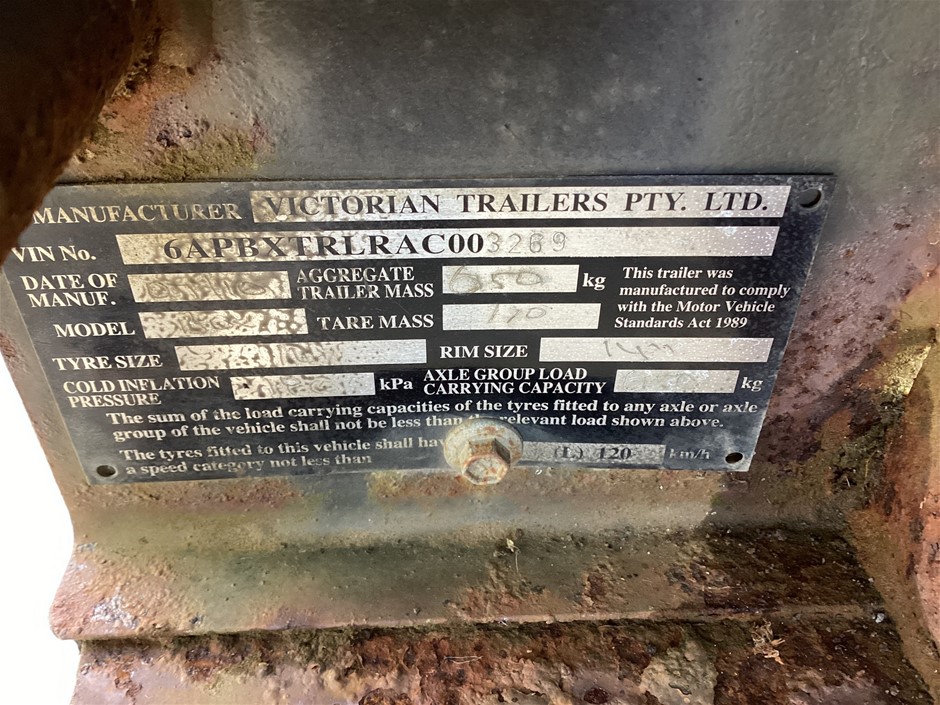 MANUFACTURER VICTORIAN TRAILERS PTY. LTD.
VIN No. 6APBXTRLRAC003269
DATE OF MANUF. AGGREGATE TRAILER MASS 650 kg
This trailer was manufactured to comply with the Motor Vehicle Standards Act 1989
MODEL TARE MASS
TYRE SIZE RIM SIZE
COLD INFLATION PRESSURE kPa AXLE GROUP LOAD CARRYING CAPACITY kg
The sum of the load carrying capacities of the tyres fitted to any axle or axle
group of the vehicle shall not be less than the relevant load shown above.
The tyres fitted to this vehicle shall have
a speed category not less than (L) 120 km/h